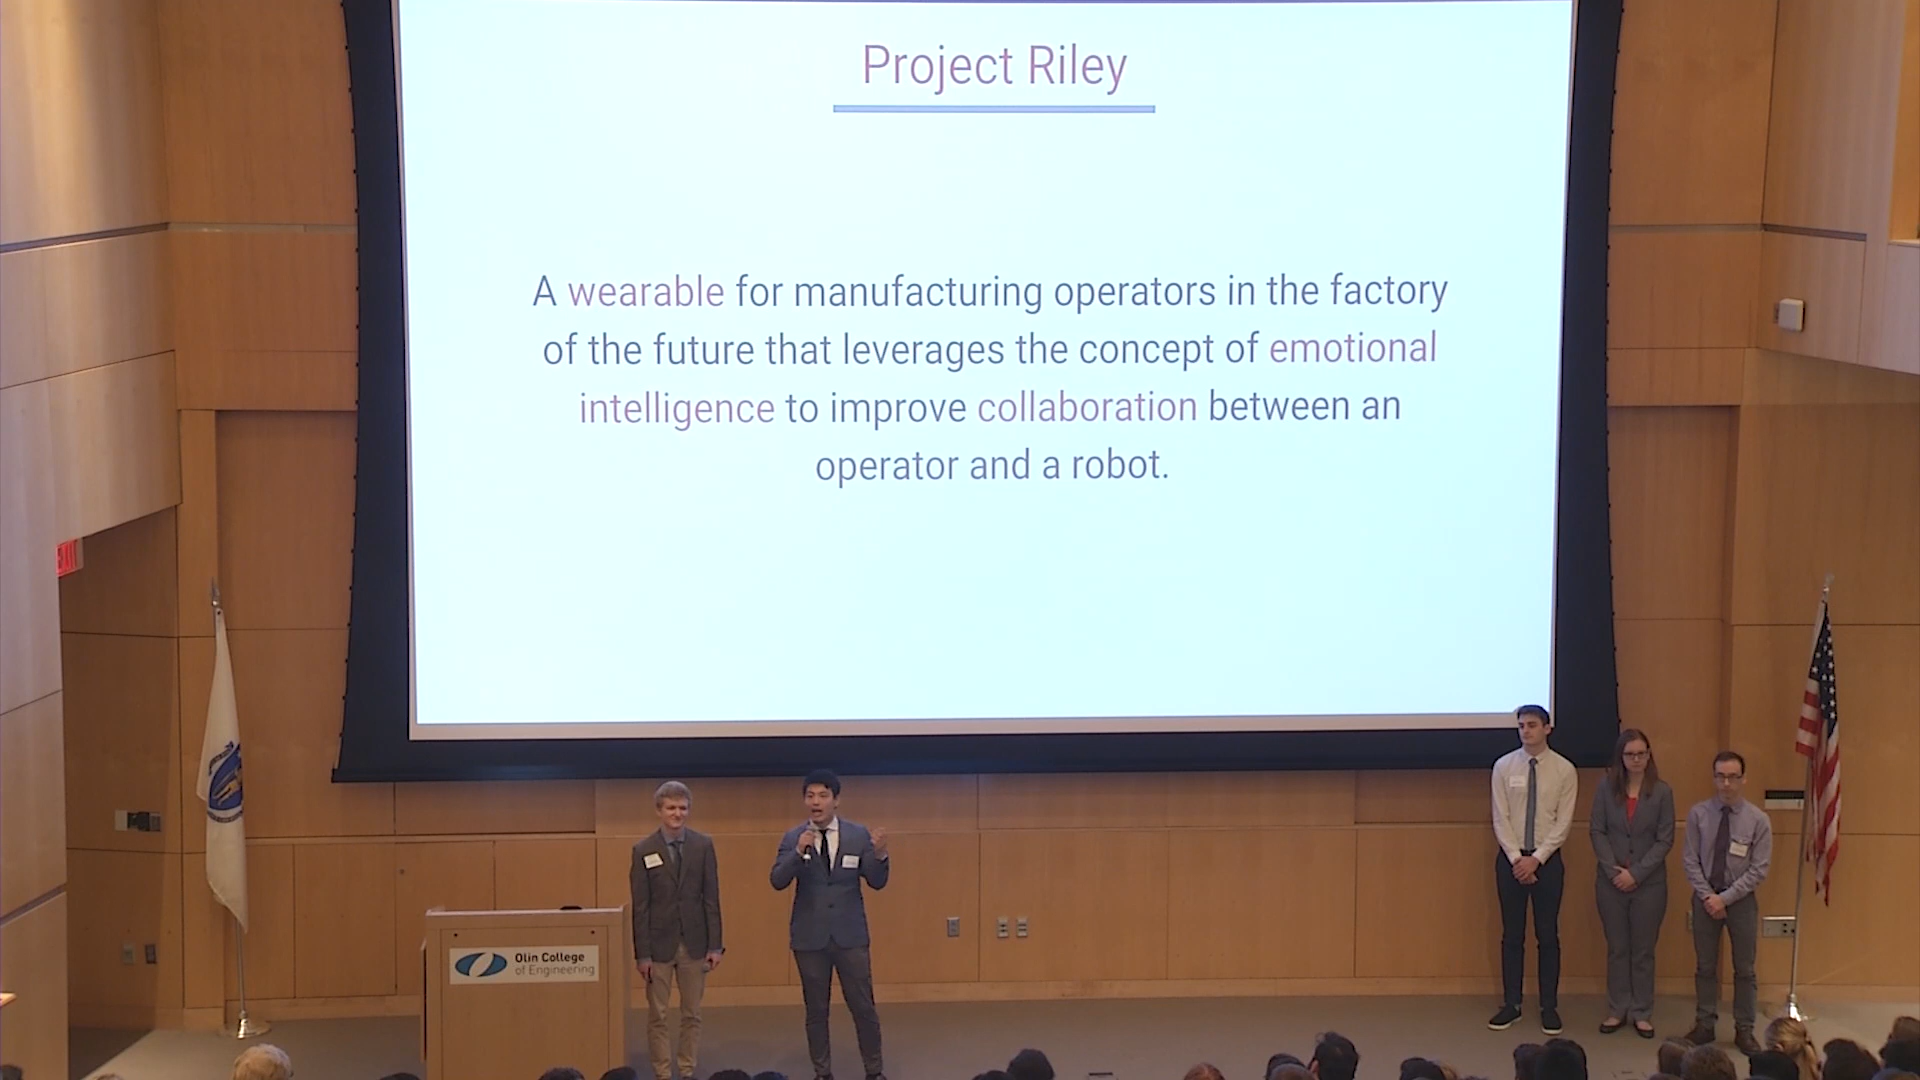 Project Riley
A wearable for manufacturing operators in the factory
of the future that leverages the concept of emotional
intelligence to improve collaboration between an
operator and a robot.
Olin College
of Engineering